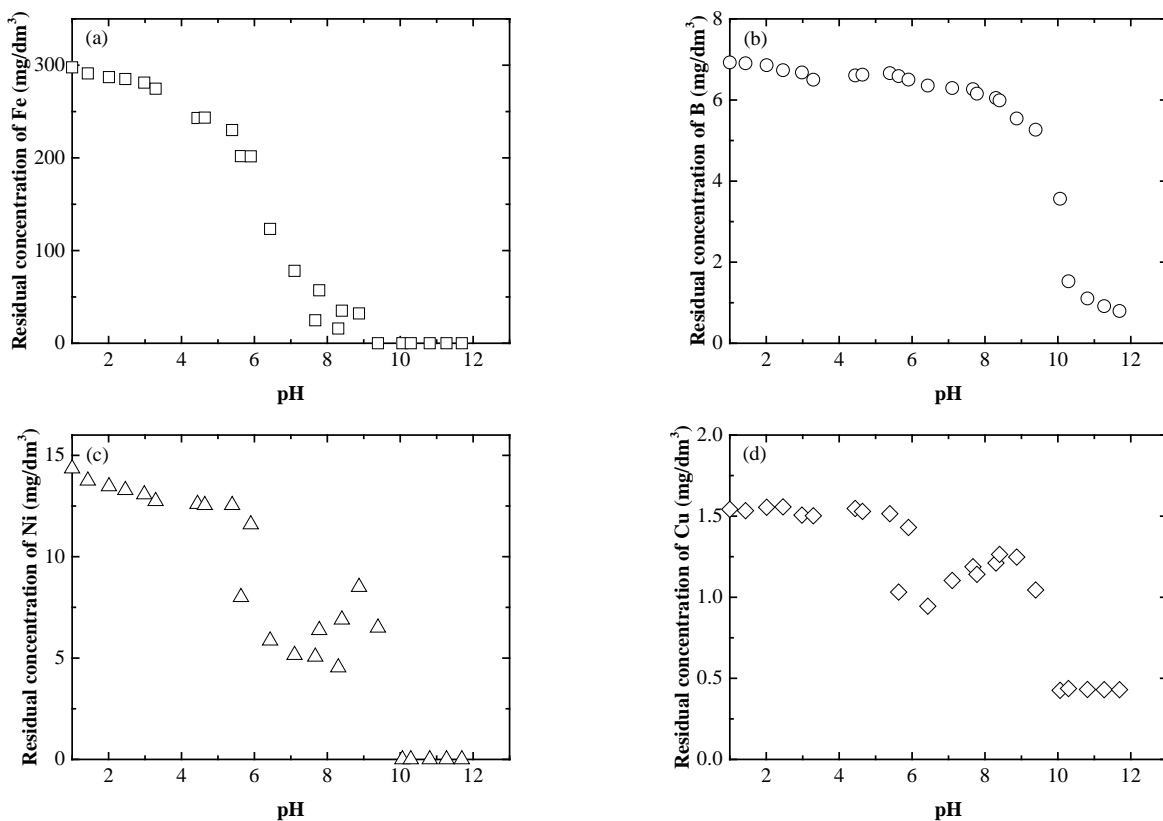 (a)
Residual concentration of Fe (mg/dm³)
300
200
100
0
2 4 6 8 10 12
pH
(b)
Residual concentration of B (mg/dm³)
8
6
4
2
0
2 4 6 8 10 12
pH
(c)
Residual concentration of Ni (mg/dm³)
15
10
5
0
2 4 6 8 10 12
pH
(d)
Residual concentration of Cu (mg/dm³)
2.0
1.5
1.0
0.5
0.0
2 4 6 8 10 12
pH